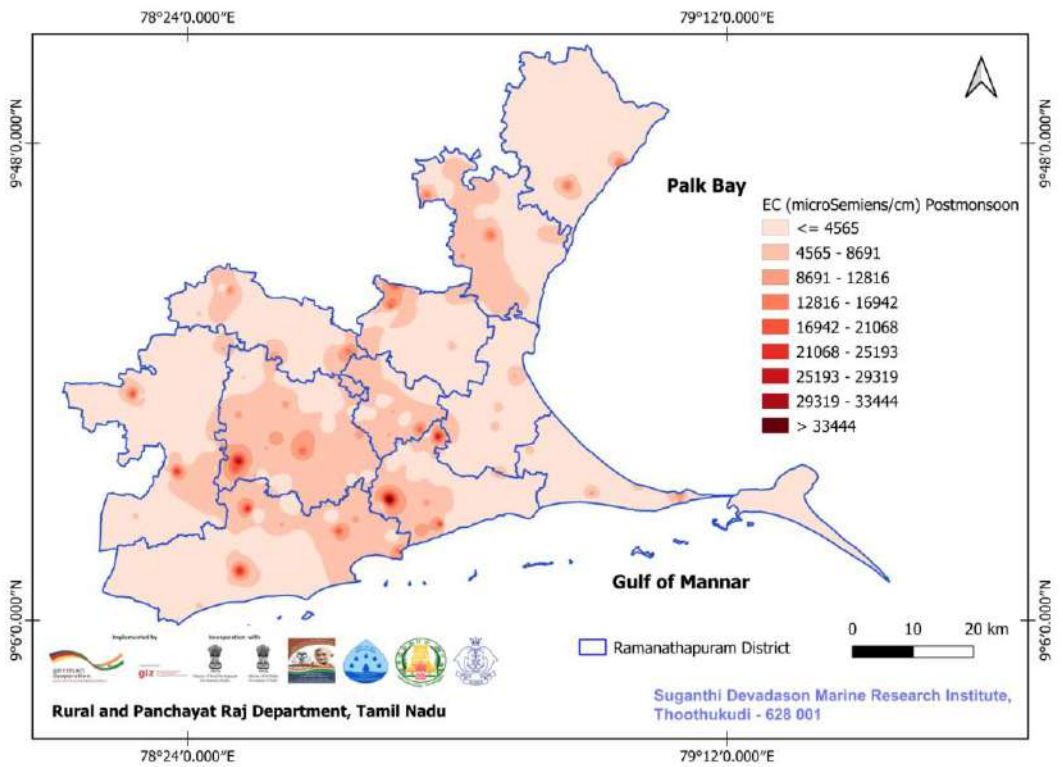 78°24'0.000"E
79°12'0.000"E
9°48'0.000"N
9°48'0.000"N
Palk Bay
EC (microSemiens/cm) Postmonsoon
<= 4565
4565 - 8691
8691 - 12816
12816 - 16942
16942 - 21068
21068 - 25193
25193 - 29319
29319 - 33444
> 33444
Gulf of Mannar
9°6'0.000"N
9°6'0.000"N
0 10 20 km
Ramanathapuram District
Implemented by
giz
Rural and Panchayat Raj Department, Tamil Nadu
Suganthi Devadason Marine Research Institute,
Thoothukudi - 628 001
78°24'0.000"E
79°12'0.000"E